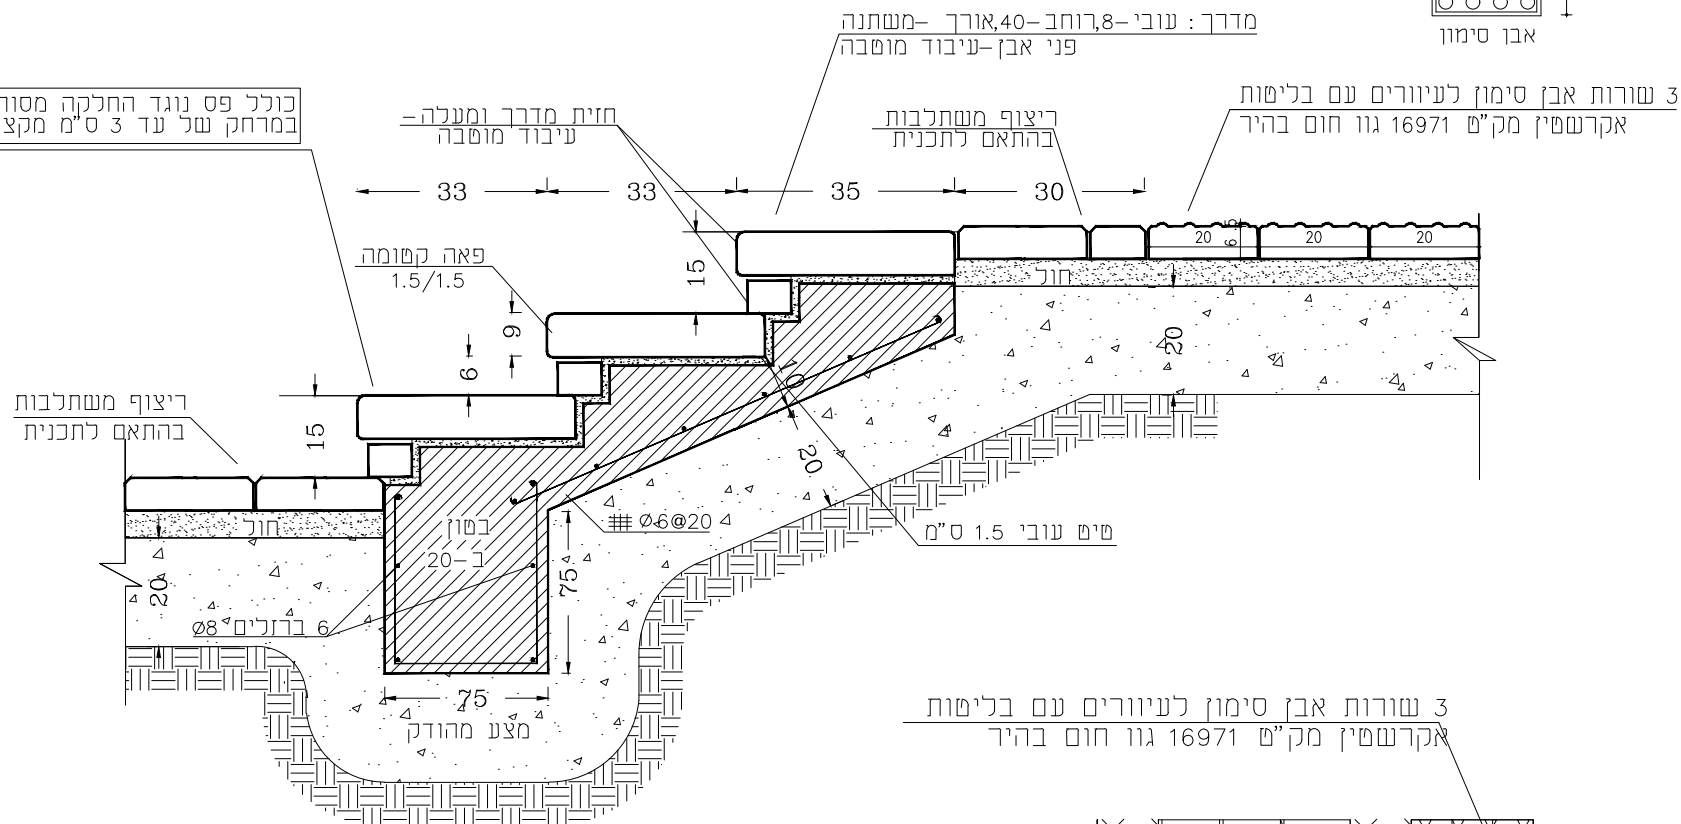 מדרך : עובי-8,רוחב-40,אורך -משתנה
פני אבן-עיבוד מוטבה
אבן סימון
כולל פס נוגד החלקה
במרחק של עד 3 ס"מ
חזית מדרך ומעלה-
עיבוד מוטבה
ריצוף משתלבות
בהתאם לתכנית
3 שורות אבן סימון לעיוורים עם בליטות
אקרשטין מק"ט 16971 גוו חום בהיר
33
33
35
30
פאה קטומה
1.5/1.5
15
9
6
15
20
20
20
6.5
חול
20
10
20
ריצוף משתלבות
בהתאם לתכנית
חול
20
בטון
ב-20
Ø6@20
טיט עובי 1.5 ס"מ
75
6 ברזלים Ø8
75
מצע מהודק
3 שורות אבן סימון לעיוורים עם בליטות
אקרשטין מק"ט 16971 גוו חום בהיר